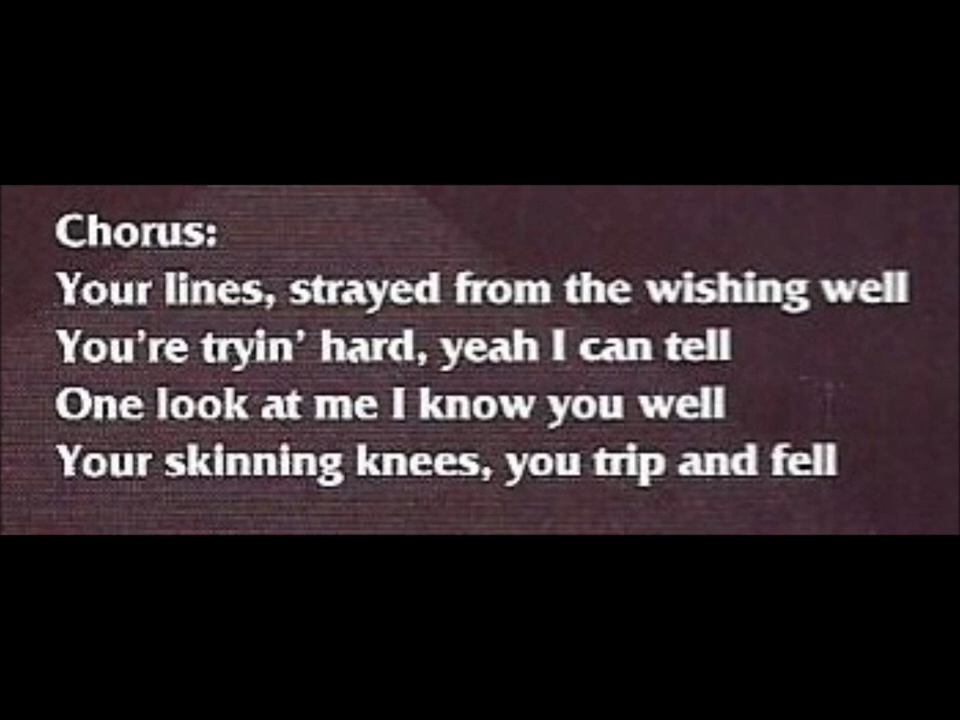 Chorus:
Your lines, strayed from the wishing well
You're tryin' hard, yeah I can tell
One look at me I know you well
Your skinning knees, you trip and fell